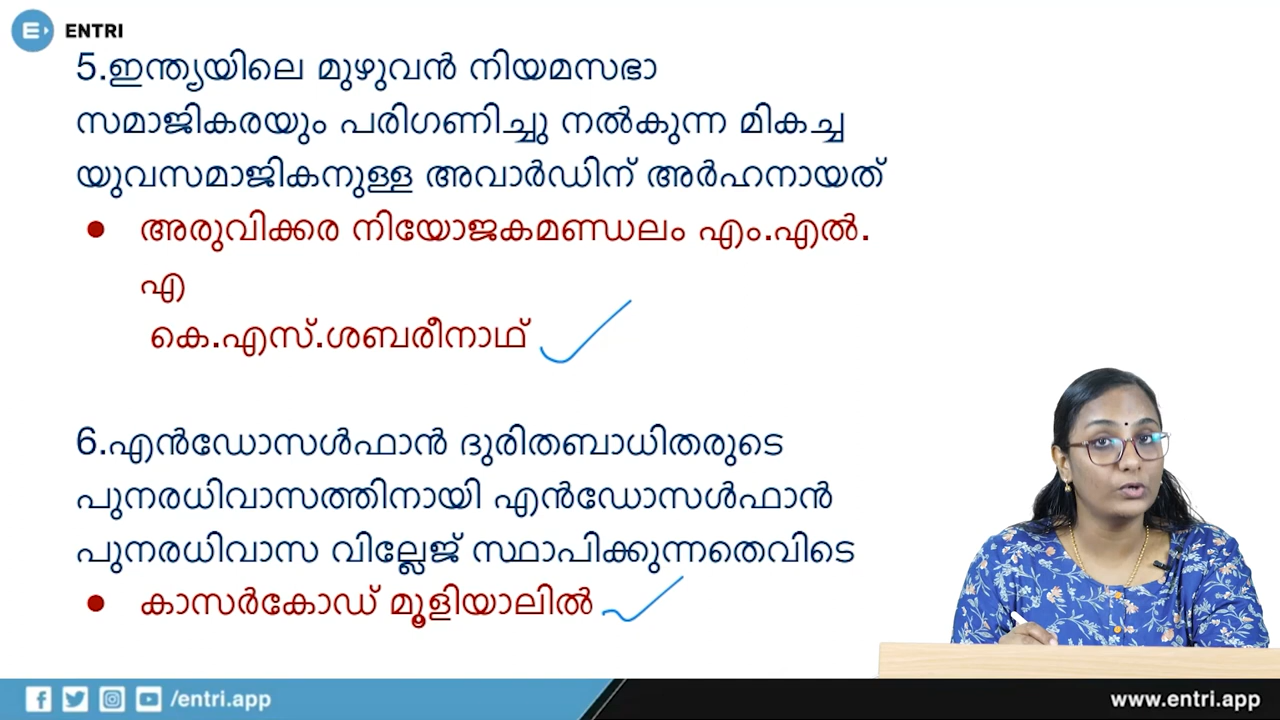 ENTRI
5.ഇന്ത്യയിലെ മുഴുവൻ നിയമസഭാ
സമാജികരയും പരിഗണിച്ചു നൽകുന്ന മികച്ച
യുവസമാജികനുള്ള അവാർഡിന് അർഹനായത്
● അരുവിക്കര നിയോജകമണ്ഡലം എം.എൽ.
എ
കെ.എസ്.ശബരീനാഥ്
6.എൻഡോസൾഫാൻ ദുരിതബാധിതരുടെ
പുനരധിവാസത്തിനായി എൻഡോസൾഫാൻ
പുനരധിവാസ വില്ലേജ് സ്ഥാപിക്കുന്നതെവിടെ
● കാസർകോഡ് മൂളിയാലിൽ
/entri.app
www.entri.app